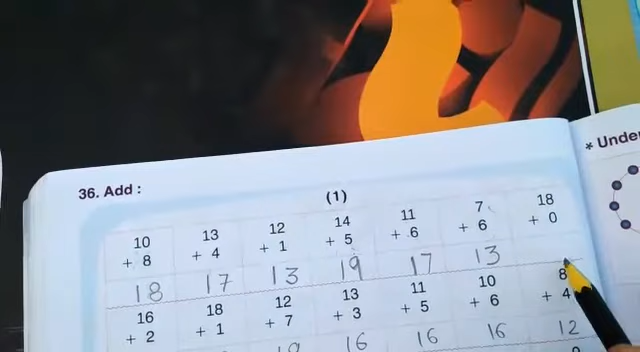 36. Add :
(1)
* Unde
10 13 12 14 11 7 18
+ 8 + 4 + 1 + 5 + 6 + 6 + 0
18 17 13 19 17 13
16 18 12 13 11 10 8
+ 2 + 1 + 7 + 3 + 5 + 6 + 4
16 16 16 12